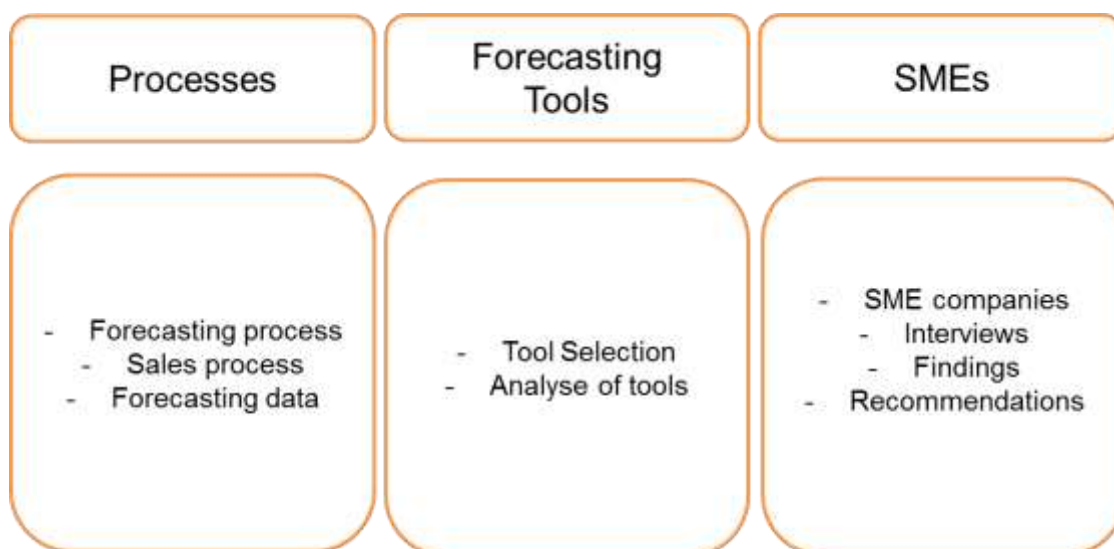 Processes
Forecasting
Tools
SMEs
- Forecasting process
- Sales process
- Forecasting data
- Tool Selection
- Analyse of tools
- SME companies
- Interviews
- Findings
- Recommendations